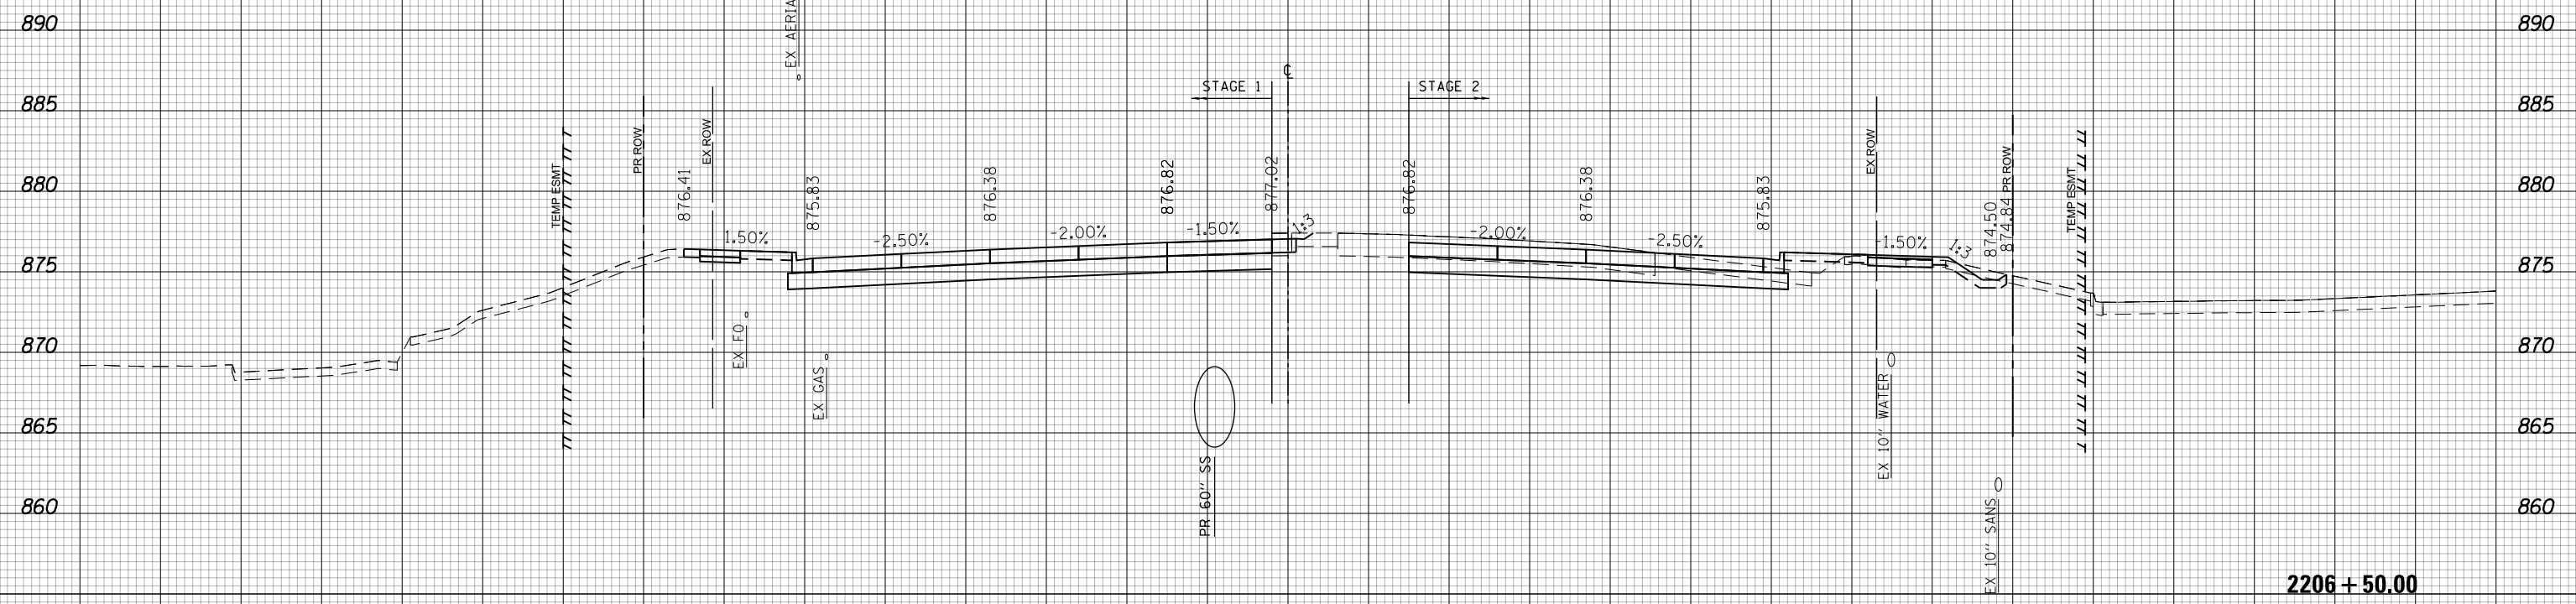 890
890
EX AERIA
℄
STAGE 1
STAGE 2
885
885
TEMP ESMT
PR ROW
EX ROW
EX ROW
PR ROW
TEMP ESMT
880
880
876.41
875.83
876.38
876.82
877.02
876.82
876.38
875.83
874.50
874.84
1.50%
-2.50%
-2.00%
-1.50%
1:3
-2.00%
-2.50%
-1.50%
1:3
875
875
EX FO
870
870
EX GAS
EX 10" WATER
865
865
PR 60" SS
860
860
EX 10" SANS
2206+50.00